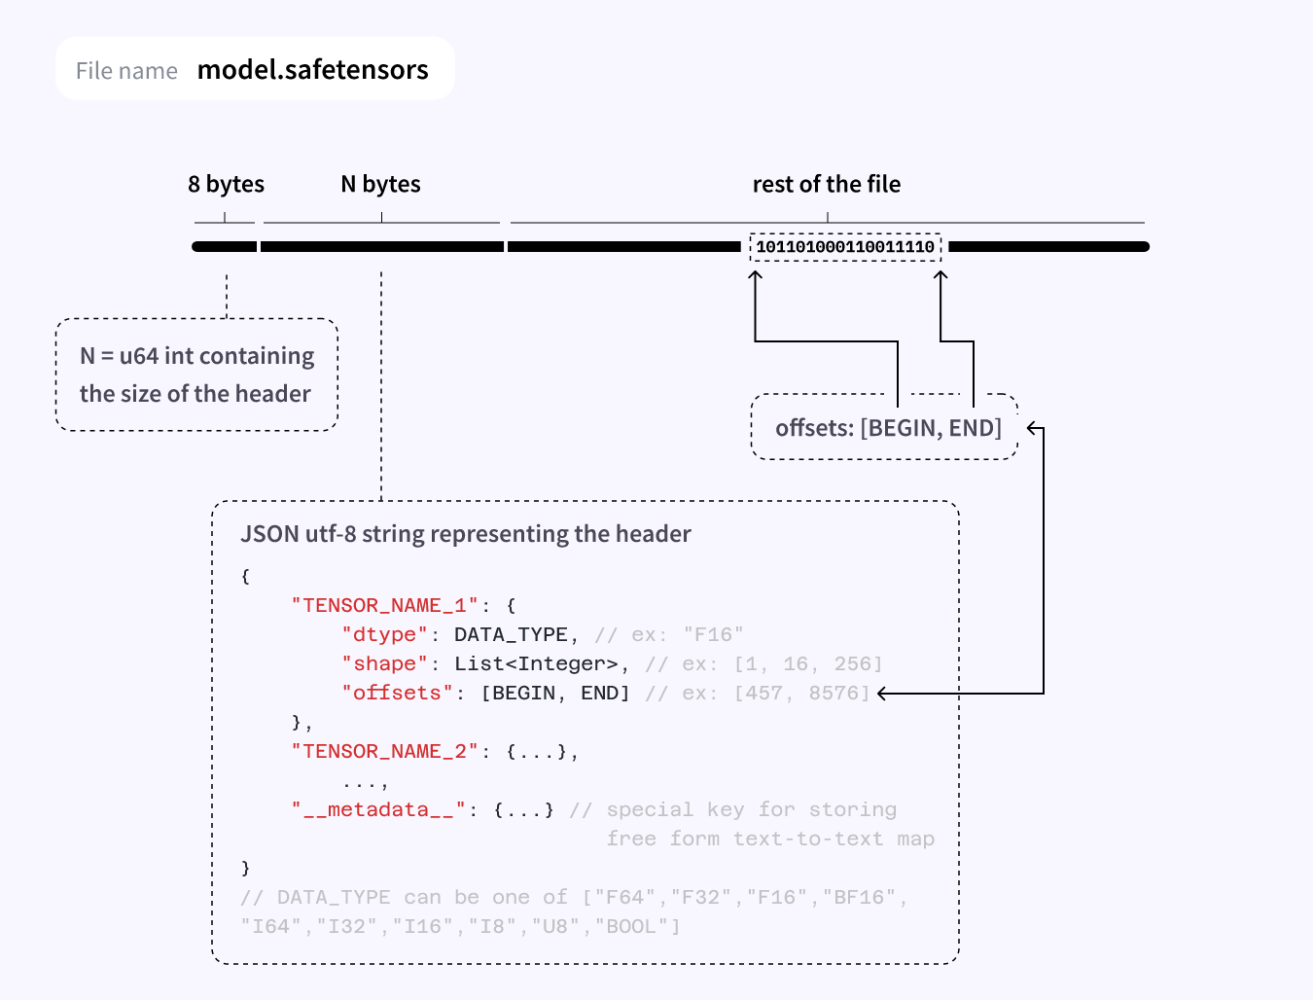 File name model.safetensors
8 bytes N bytes rest of the file
101101000110011110
N = u64 int containing
the size of the header
offsets: [BEGIN, END]
JSON utf-8 string representing the header
{
"TENSOR_NAME_1": {
"dtype": DATA_TYPE, // ex: "F16"
"shape": List<Integer>, // ex: [1, 16, 256]
"offsets": [BEGIN, END] // ex: [457, 8576]
},
"TENSOR_NAME_2": {...},
...,
"__metadata__": {...} // special key for storing
free form text-to-text map
}
// DATA_TYPE can be one of ["F64","F32","F16","BF16",
"I64","I32","I16","I8","U8","BOOL"]